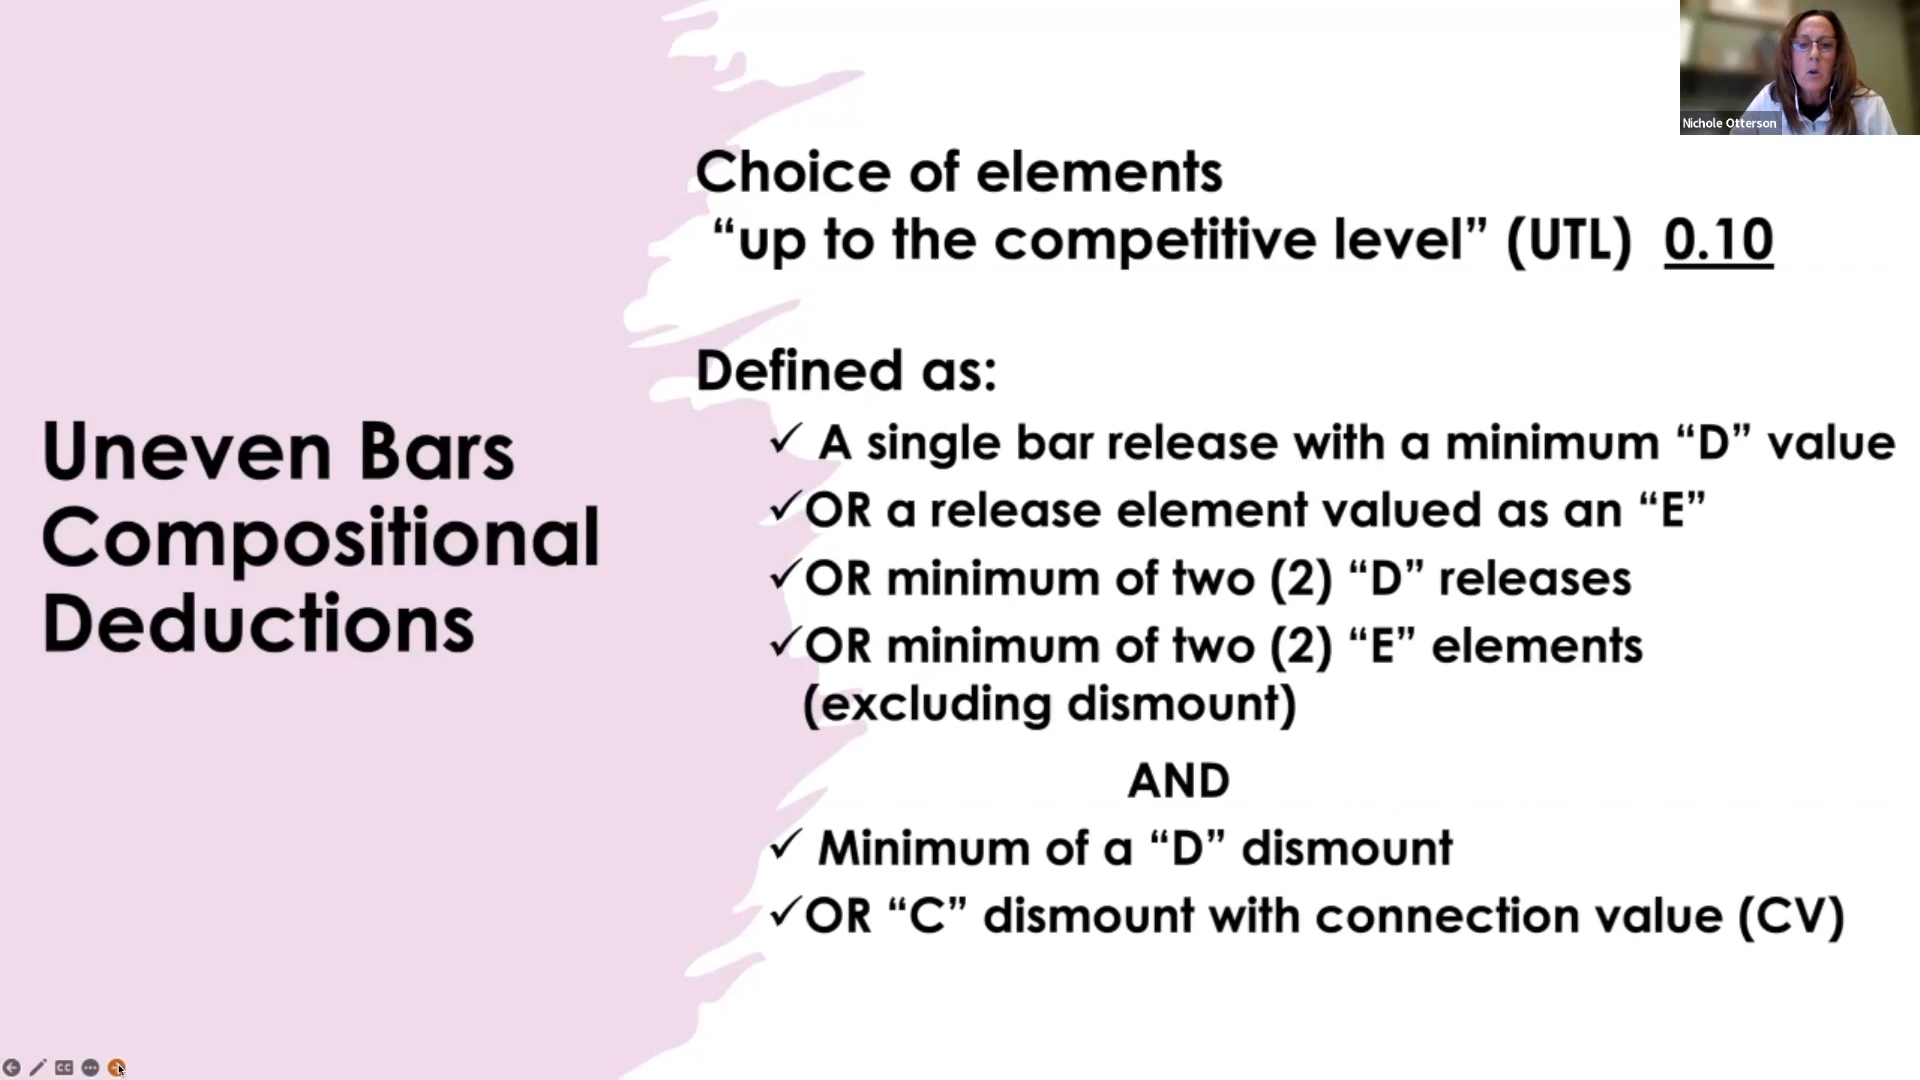 Nichole Otterson
Choice of elements
“up to the competitive level” (UTL) 0.10
Defined as:
✓ A single bar release with a minimum “D” value
✓OR a release element valued as an “E”
✓OR minimum of two (2) “D” releases
✓OR minimum of two (2) “E” elements
(excluding dismount)
AND
✓ Minimum of a “D” dismount
✓OR “C” dismount with connection value (CV)
Uneven Bars
Compositional
Deductions
CC